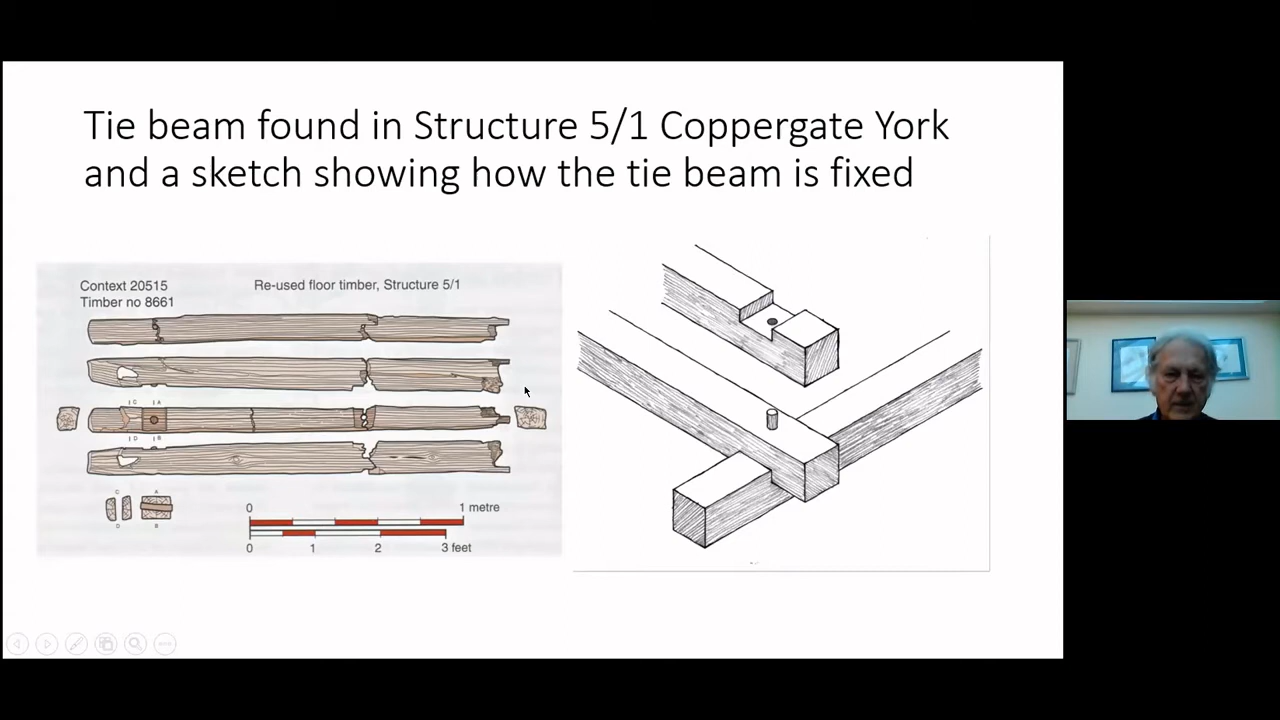 Tie beam found in Structure 5/1 Coppergate York
and a sketch showing how the tie beam is fixed
Context 20515
Timber no 8661
Re-used floor timber, Structure 5/1
C A
D B
C A
D B
0 1 metre
0 1 2 3 feet